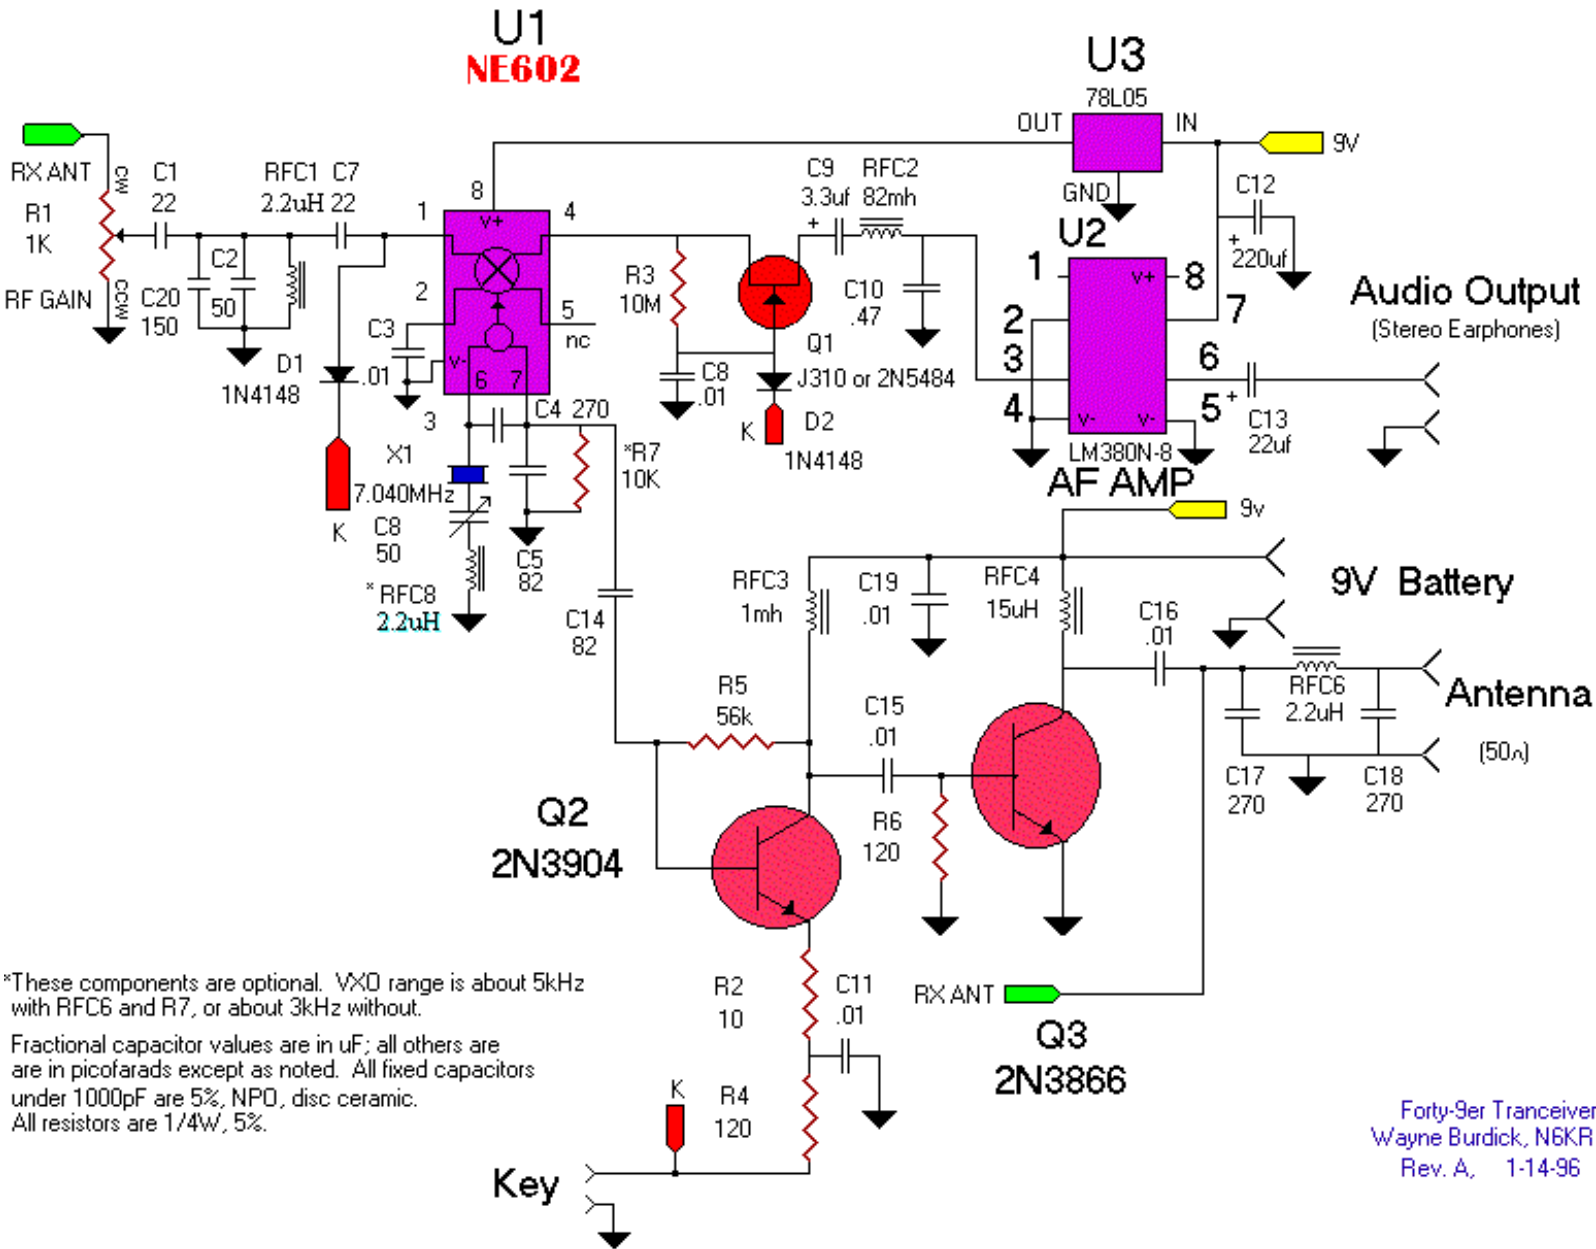 U1
NE602
U3
78L05
OUT
IN
9V
RX ANT
CW
R1
1K
CCW
RF GAIN
C1
22
RFC1
2.2uH
C7
22
8
V+
1
4
2
5
nc
C2
50
C20
150
C3
.01
V-
6
7
3
D1
1N4148
K
R3
10M
C9
3.3uf
+
RFC2
82mh
C10
.47
Q1
J310 or 2N5484
C8
.01
K
D2
1N4148
GND
C12
+
220uf
U2
1
V+
8
2
7
3
6
4
V-
V-
5
+
C13
22uf
LM380N-8
AF AMP
Audio Output
(Stereo Earphones)
C4 270
X1
7.040MHz
*R7
10K
C8
50
C5
82
* RFC8
2.2uH
C14
82
9v
RFC3
1mh
C19
.01
RFC4
15uH
9V Battery
C16
.01
RFC6
2.2uH
Antenna
(50∩)
C17
270
C18
270
R5
56k
C15
.01
R6
120
Q2
2N3904
RX ANT
Q3
2N3866
R2
10
C11
.01
R4
120
K
Key
*These components are optional. VXO range is about 5kHz
with RFC6 and R7, or about 3kHz without.
Fractional capacitor values are in uF; all others are
are in picofarads except as noted. All fixed capacitors
under 1000pF are 5%, NPO, disc ceramic.
All resistors are 1/4W, 5%.
Forty-9er Tranceiver
Wayne Burdick, N6KR
Rev. A, 1-14-96